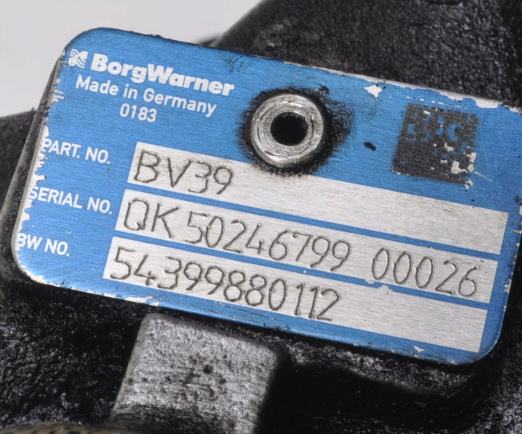 BorgWarner
Made in Germany
0183
PART. NO. BV39
SERIAL NO. QK 50246799 00026
BW NO. 54399880112